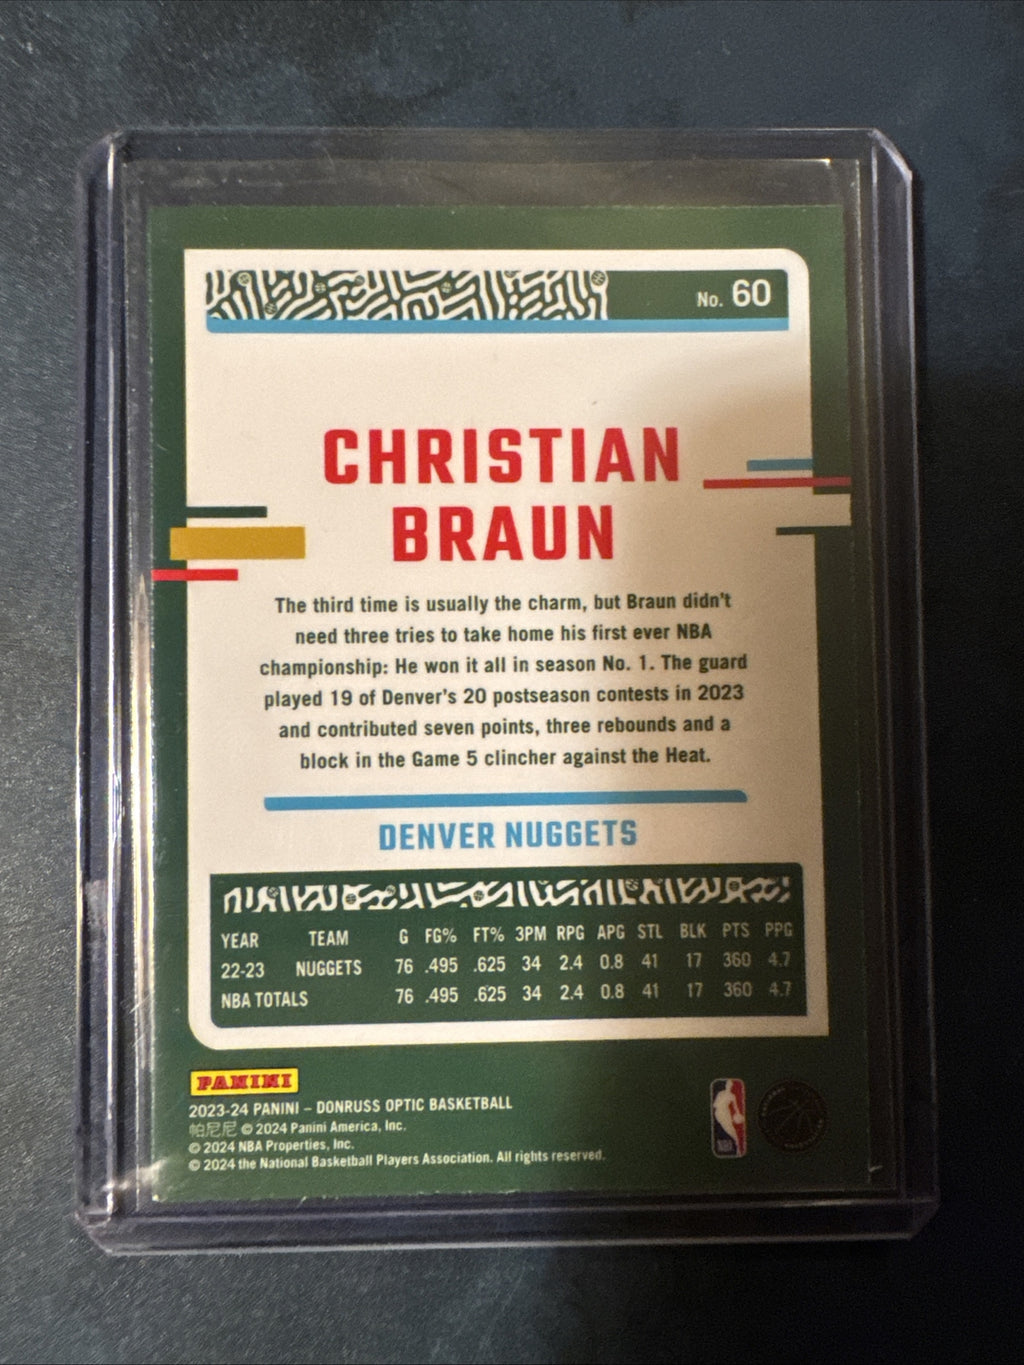 No. 60
CHRISTIAN
BRAUN
The third time is usually the charm, but Braun didn't
need three tries to take home his first ever NBA
championship: He won it all in season No. 1. The guard
played 19 of Denver's 20 postseason contests in 2023
and contributed seven points, three rebounds and a
block in the Game 5 clincher against the Heat.
DENVER NUGGETS
YEAR TEAM G FG% FT% 3PM RPG APG STL BLK PTS PPG
22-23 NUGGETS 76 .495 .625 34 2.4 0.8 41 17 360 4.7
NBA TOTALS 76 .495 .625 34 2.4 0.8 41 17 360 4.7
PANINI
2023-24 PANINI – DONRUSS OPTIC BASKETBALL
帕尼尼 © 2024 Panini America, Inc.
© 2024 NBA Properties, Inc.
© 2024 the National Basketball Players Association. All rights reserved.
NBA